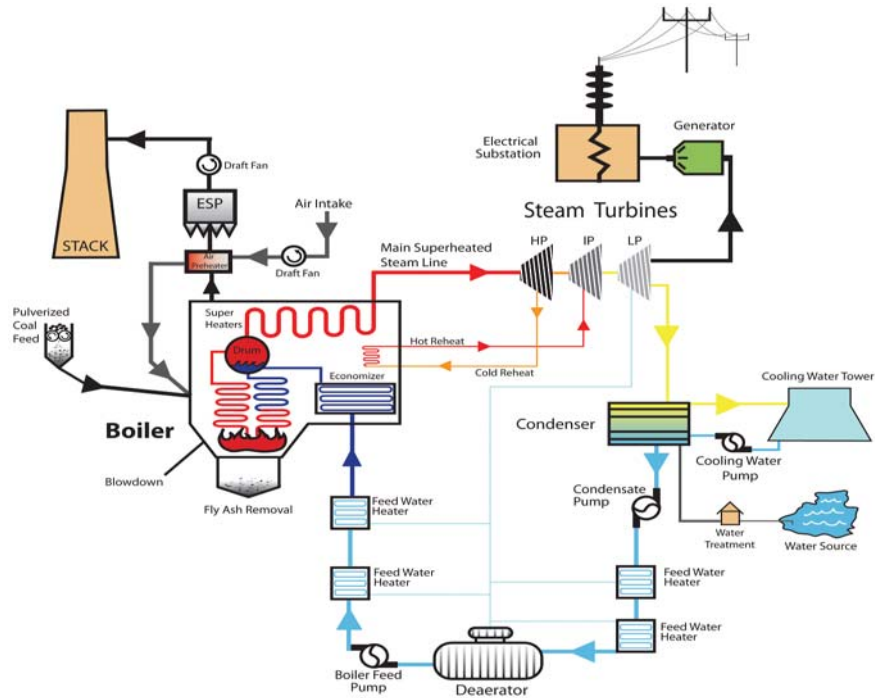 Electrical
Substation
Generator
Draft Fan
ESP
Air Intake
STACK
Air
Preheater
Draft Fan
Steam Turbines
HP
IP
LP
Main Superheated
Steam Line
Pulverized
Coal
Feed
Super
Heaters
Drum
Hot Reheat
Cold Reheat
Economizer
Cooling Water Tower
Boiler
Condenser
Cooling Water
Pump
Blowdown
Fly Ash Removal
Condensate
Pump
Feed Water
Heater
Water
Treatment
Water Source
Feed Water
Heater
Feed Water
Heater
Feed Water
Heater
Boiler Feed
Pump
Deaerator